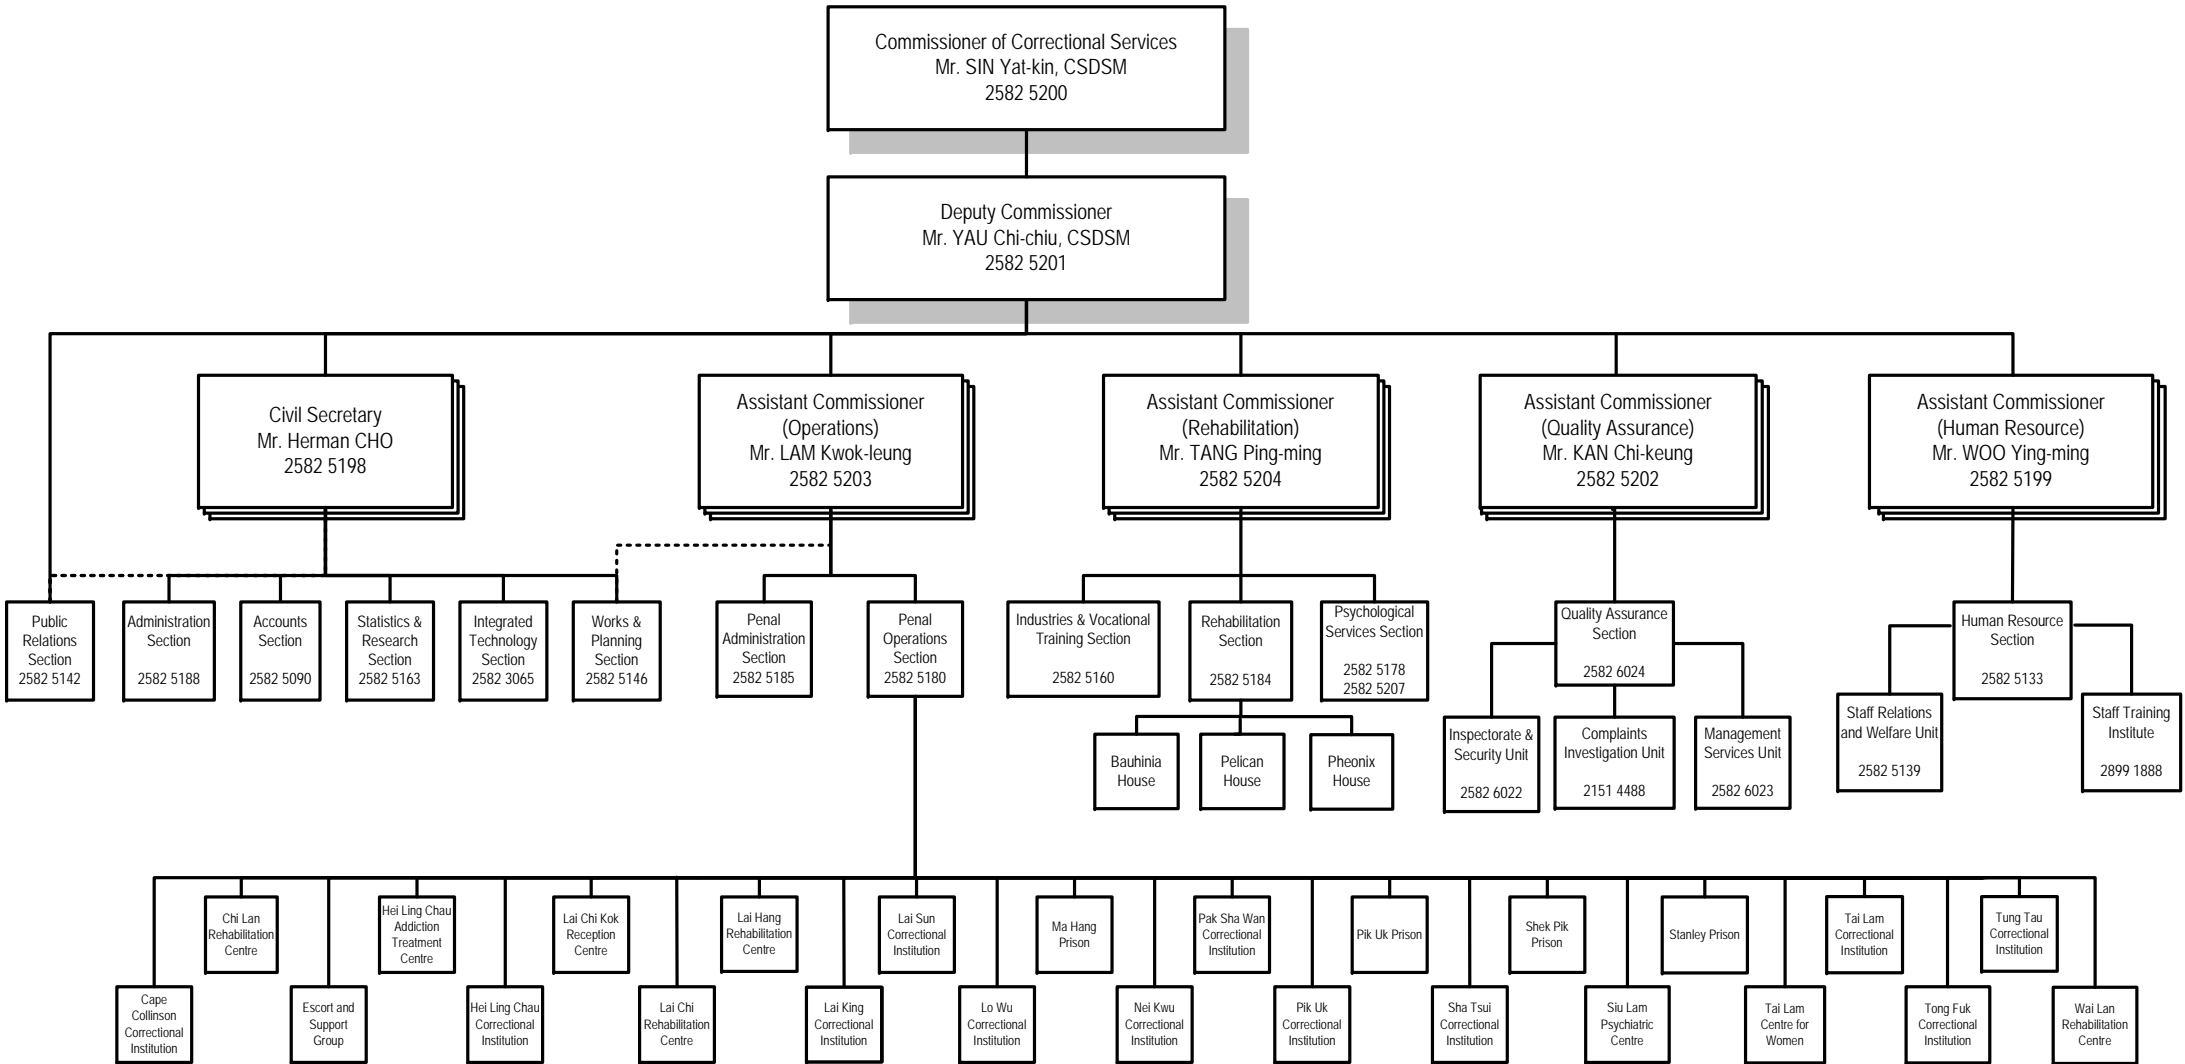 Commissioner of Correctional Services
Mr. SIN Yat-kin, CSDSM
2582 5200
Deputy Commissioner
Mr. YAU Chi-chiu, CSDSM
2582 5201
Civil Secretary
Mr. Herman CHO
2582 5198
Assistant Commissioner
(Operations)
Mr. LAM Kwok-leung
2582 5203
Assistant Commissioner
(Rehabilitation)
Mr. TANG Ping-ming
2582 5204
Assistant Commissioner
(Quality Assurance)
Mr. KAN Chi-keung
2582 5202
Assistant Commissioner
(Human Resource)
Mr. WOO Ying-ming
2582 5199
Public
Relations
Section
2582 5142
Administration
Section
2582 5188
Accounts
Section
2582 5090
Statistics &
Research
Section
2582 5163
Integrated
Technology
Section
2582 3065
Works &
Planning
Section
2582 5146
Penal
Administration
Section
2582 5185
Penal
Operations
Section
2582 5180
Industries & Vocational
Training Section
2582 5160
Rehabilitation
Section
2582 5184
Psychological
Services Section
2582 5178
2582 5207
Quality Assurance
Section
2582 6024
Human Resource
Section
2582 5133
Bauhinia
House
Pelican
House
Pheonix
House
Inspectorate &
Security Unit
2582 6022
Complaints
Investigation Unit
2151 4488
Management
Services Unit
2582 6023
Staff Relations
and Welfare Unit
2582 5139
Staff Training
Institute
2899 1888
Chi Lan
Rehabilitation
Centre
Hei Ling Chau
Addiction
Treatment
Centre
Lai Chi Kok
Reception
Centre
Lai Hang
Rehabilitation
Centre
Lai Sun
Correctional
Institution
Ma Hang
Prison
Pak Sha Wan
Correctional
Institution
Pik Uk Prison
Shek Pik
Prison
Stanley Prison
Tai Lam
Correctional
Institution
Tung Tau
Correctional
Institution
Cape
Collinson
Correctional
Institution
Escort and
Support
Group
Hei Ling Chau
Correctional
Institution
Lai Chi
Rehabilitation
Centre
Lai King
Correctional
Institution
Lo Wu
Correctional
Institution
Nei Kwu
Correctional
Institution
Pik Uk
Correctional
Institution
Sha Tsui
Correctional
Institution
Siu Lam
Psychiatric
Centre
Tai Lam
Centre for
Women
Tong Fuk
Correctional
Institution
Wai Lan
Rehabilitation
Centre